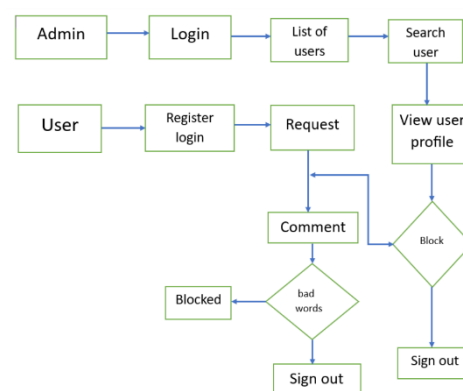 Admin
Login
List of
users
Search
user
User
Register
login
Request
View user
profile
Comment
Block
Blocked
bad
words
Sign out
Sign out